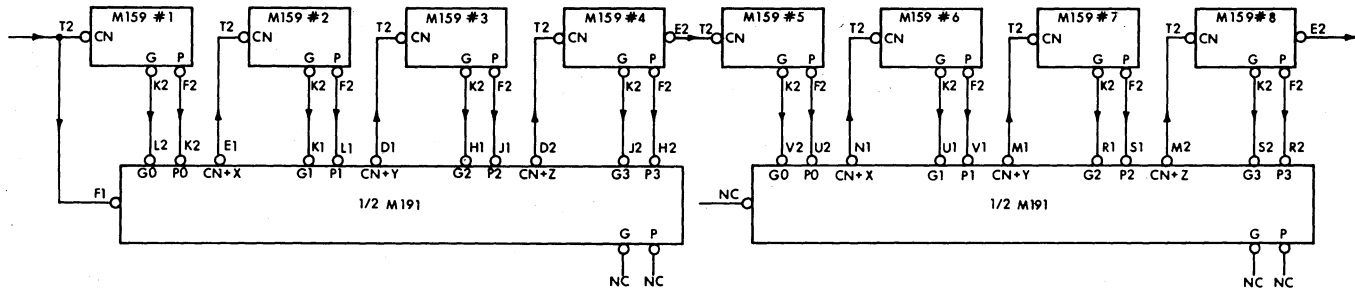 M159 #1 M159 #2 M159 #3 M159 #4 M159 #5 M159 #6 M159 #7 M159#8
T2 CN T2 CN T2 CN T2 CN E2 T2 CN T2 CN T2 CN T2 CN E2
G P G P G P G P G P G P G P G P
K2 F2 K2 F2 K2 F2 K2 F2 K2 F2 K2 F2 K2 F2 K2 F2
L2 K2 E1 K1 L1 D1 H1 J1 D2 J2 H2 V2 U2 N1 U1 V1 M1 R1 S1 M2 S2 R2
G0 P0 CN+X G1 P1 CN+Y G2 P2 CN+Z G3 P3 G0 P0 CN+X G1 P1 CN+Y G2 P2 CN+Z G3 P3
F1 1/2 M191 NC 1/2 M191
G P G P
NC NC NC NC